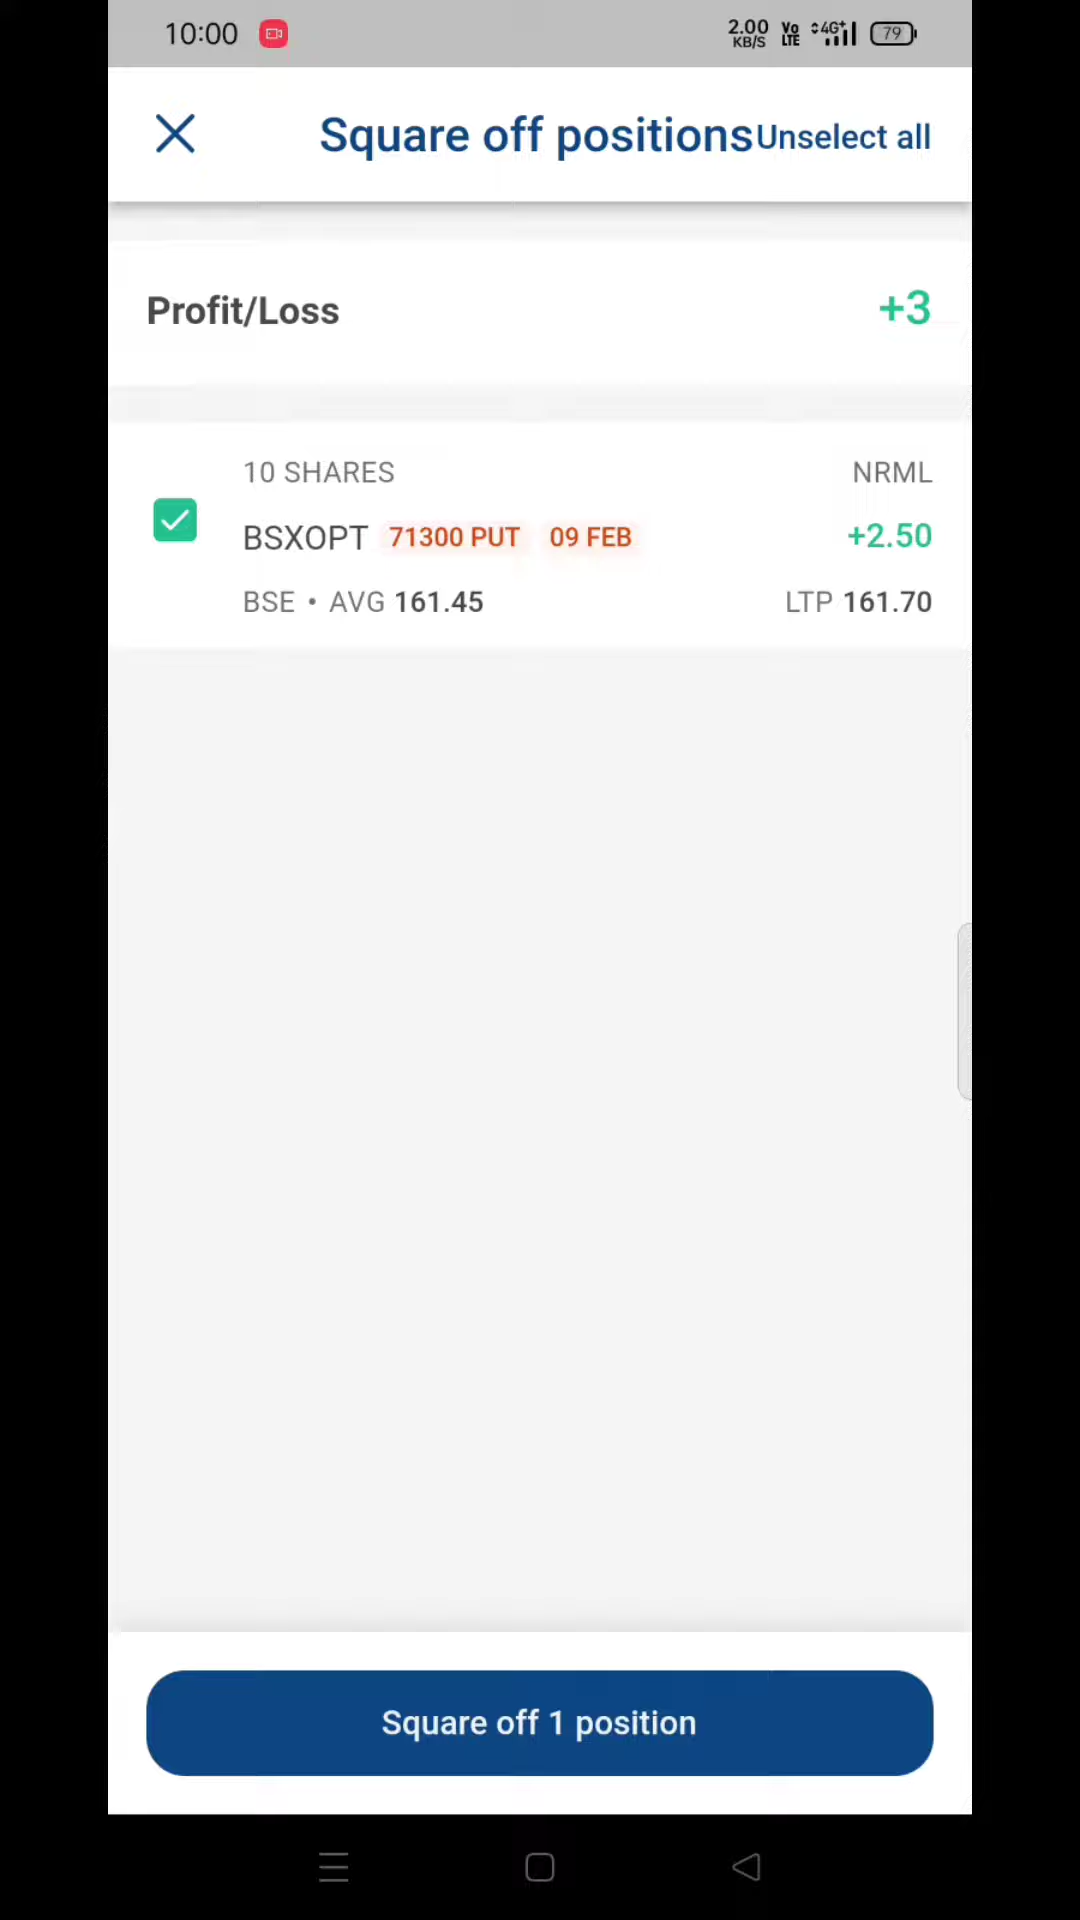 10:00 2.00 KB/S Vo LTE 4G+ 79
Square off positions Unselect all
Profit/Loss +3
10 SHARES NRML
BSXOPT 71300 PUT 09 FEB +2.50
BSE • AVG 161.45 LTP 161.70
Square off 1 position